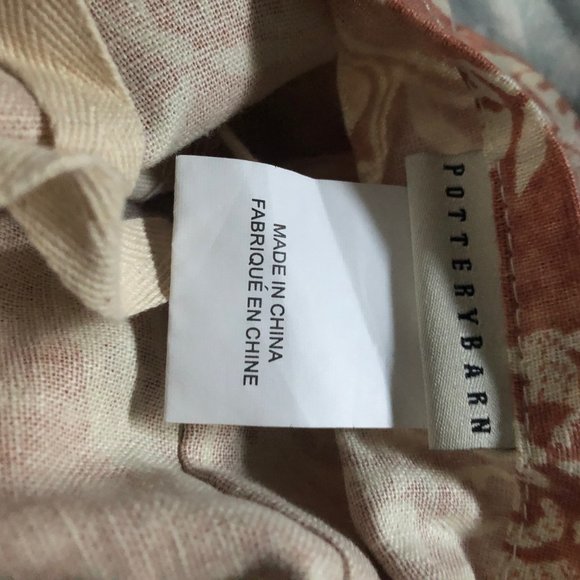 POTTERYBARN
MADE IN CHINA
FABRIQUÉ EN CHINE